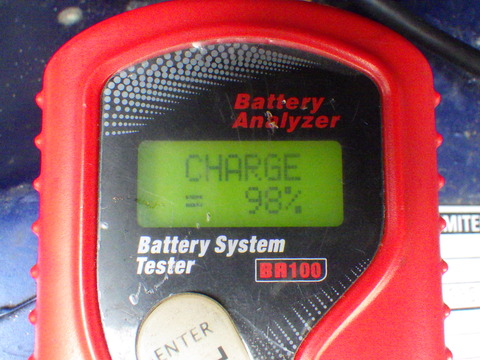 Battery
Analyzer
CHARGE
= 98%
Battery System
Tester
BR100
ENTER